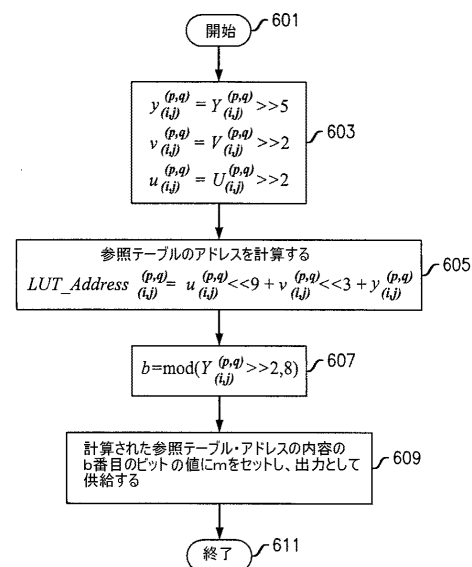 開始 601
y(i,j)(p,q) = Y(i,j)(p,q) >>5
v(i,j)(p,q) = V(i,j)(p,q) >>2
u(i,j)(p,q) = U(i,j)(p,q) >>2
603
参照テーブルのアドレスを計算する
LUT_Address(i,j)(p,q) = u(i,j)(p,q)<<9 + v(i,j)(p,q)<<3 + y(i,j)(p,q)
605
b=mod(Y(i,j)(p,q)>>2,8) 607
計算された参照テーブル・アドレスの内容の
b番目のビットの値にmをセットし、出力として
供給する
609
終了 611